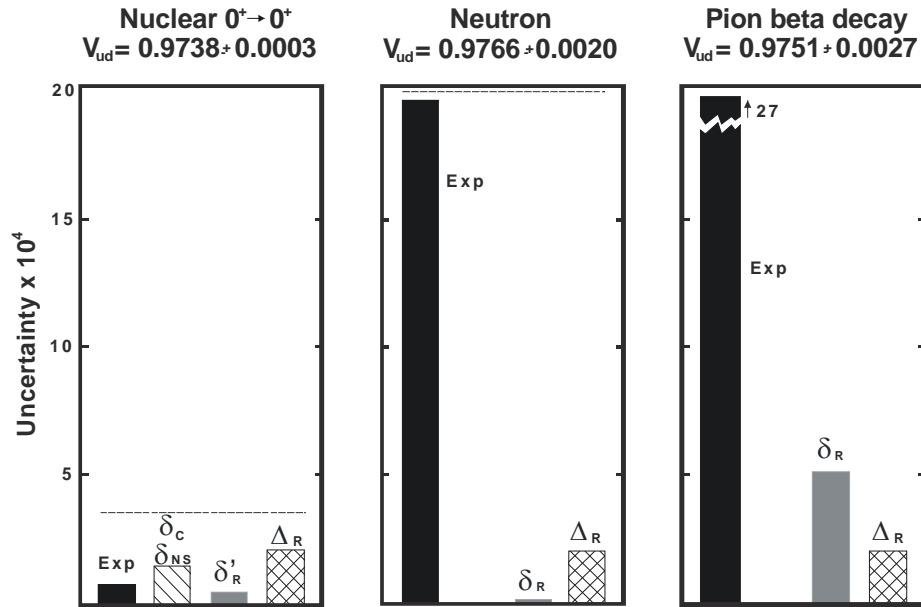 Nuclear 0⁺→0⁺
V_ud = 0.9738 ± 0.0003
Neutron
V_ud = 0.9766 ± 0.0020
Pion beta decay
V_ud = 0.9751 ± 0.0027
Uncertainty x 10⁴
20
15
10
5
00
Exp
δ_C
δ_NS
δ'_R
Δ_R
Exp
δ_R
Δ_R
27
Exp
δ_R
Δ_R